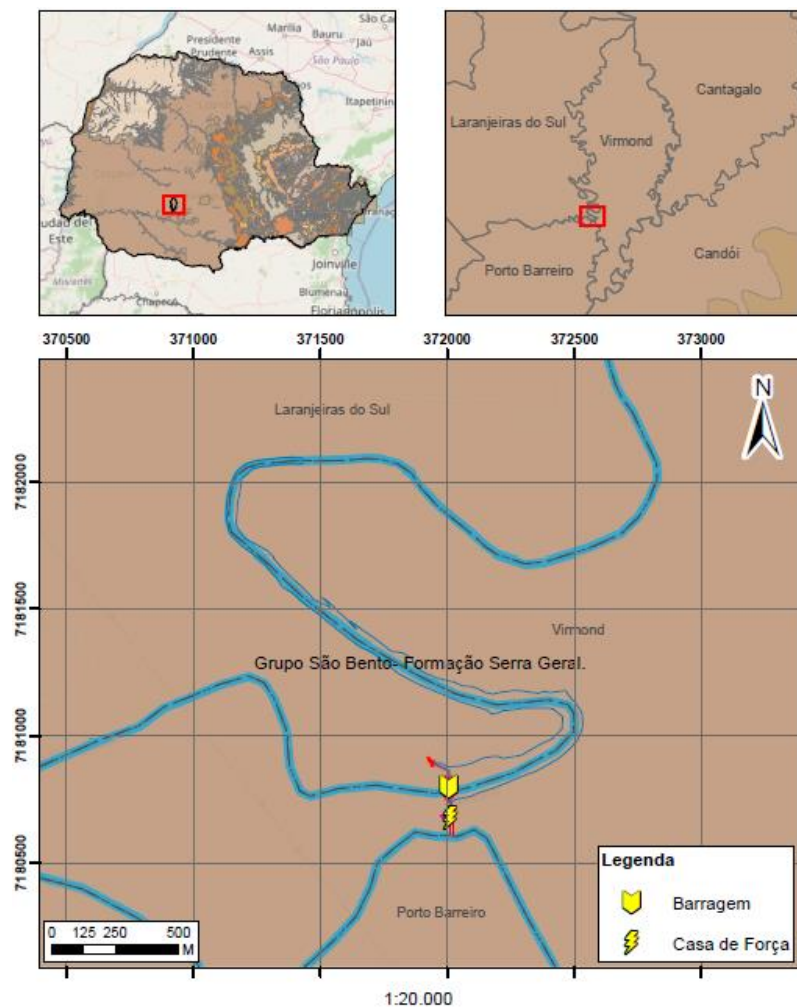 Marília
Bauru
São Car
Presidente
Prudente
Assis
Jaú
São Paulo
Itapetining
Ciudad del
Este
Misiones
Joinville
Chapecó
Blumenau
Florianópolis
Cantagalo
Laranjeiras do Sul
Virmond
Candói
Porto Barreiro
370500 371000 371500 372000 372500 373000
Laranjeiras do Sul
N
7182000
7181500
Virmond
Grupo São Bento- Formação Serra Geral.
7181000
7180500
Porto Barreiro
Legenda
Barragem
Casa de Força
0 125 250 500
M
1:20.000